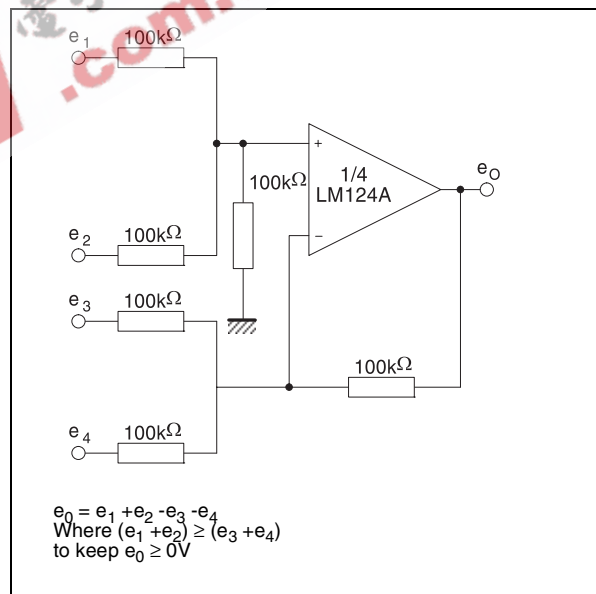 .com
e1 100kΩ
+
1/4
LM124A
eO
100kΩ
e2 100kΩ
-
e3 100kΩ
100kΩ
e4 100kΩ
e0 = e1 +e2 -e3 -e4
Where (e1 +e2) ≥ (e3 +e4)
to keep e0 ≥ 0V